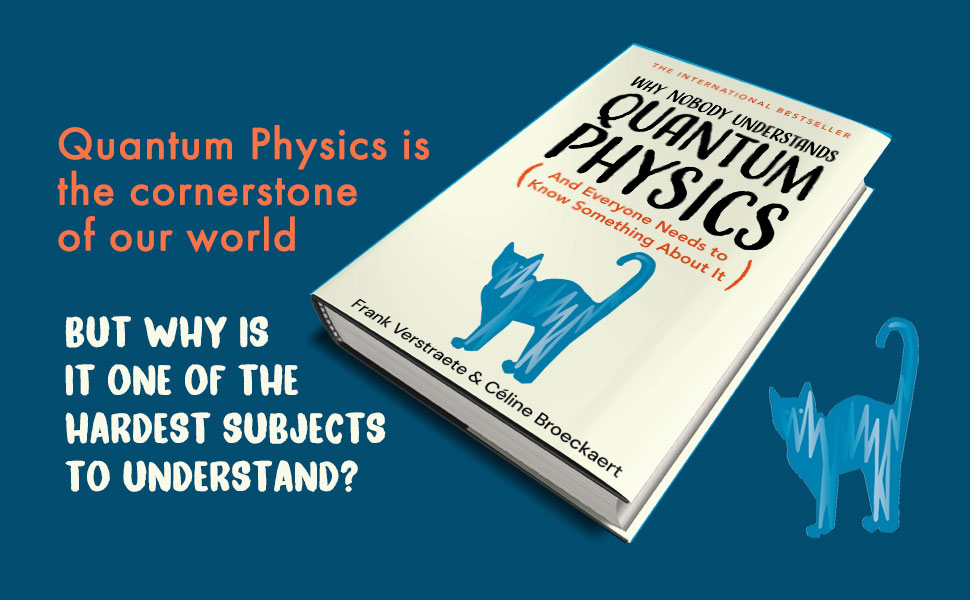 Quantum Physics is
the cornerstone
of our world
BUT WHY IS
IT ONE OF THE
HARDEST SUBJECTS
TO UNDERSTAND?
THE INTERNATIONAL BESTSELLER
WHY NOBODY UNDERSTANDS
QUANTUM
PHYSICS
(And Everyone Needs to
Know Something About It)
Frank Verstraete & Céline Broeckaert